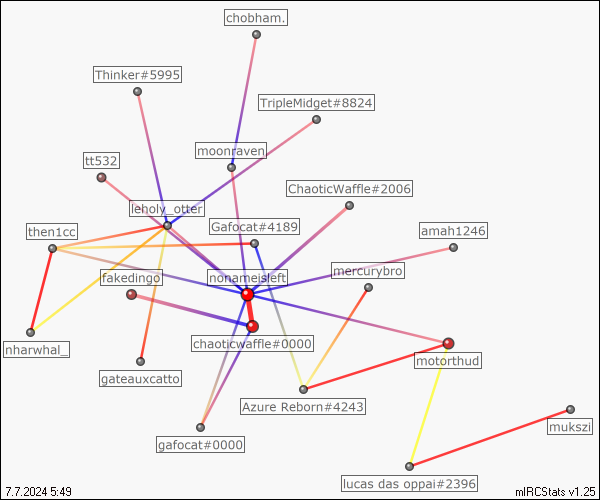 chobham.
Thinker#5995
TripleMidget#8824
moonraven
tt532
ChaoticWaffle#2006
leholy_otter
Gafocat#4189
then1cc
amah1246
mercurybro
nonameisleft
fakedingo
chaoticwaffle#0000
nharwhal_
motorthud
gateauxcatto
Azure Reborn#4243
mukszi
gafocat#0000
lucas das oppai#2396
7.7.2024 5:49
mIRCStats v1.25